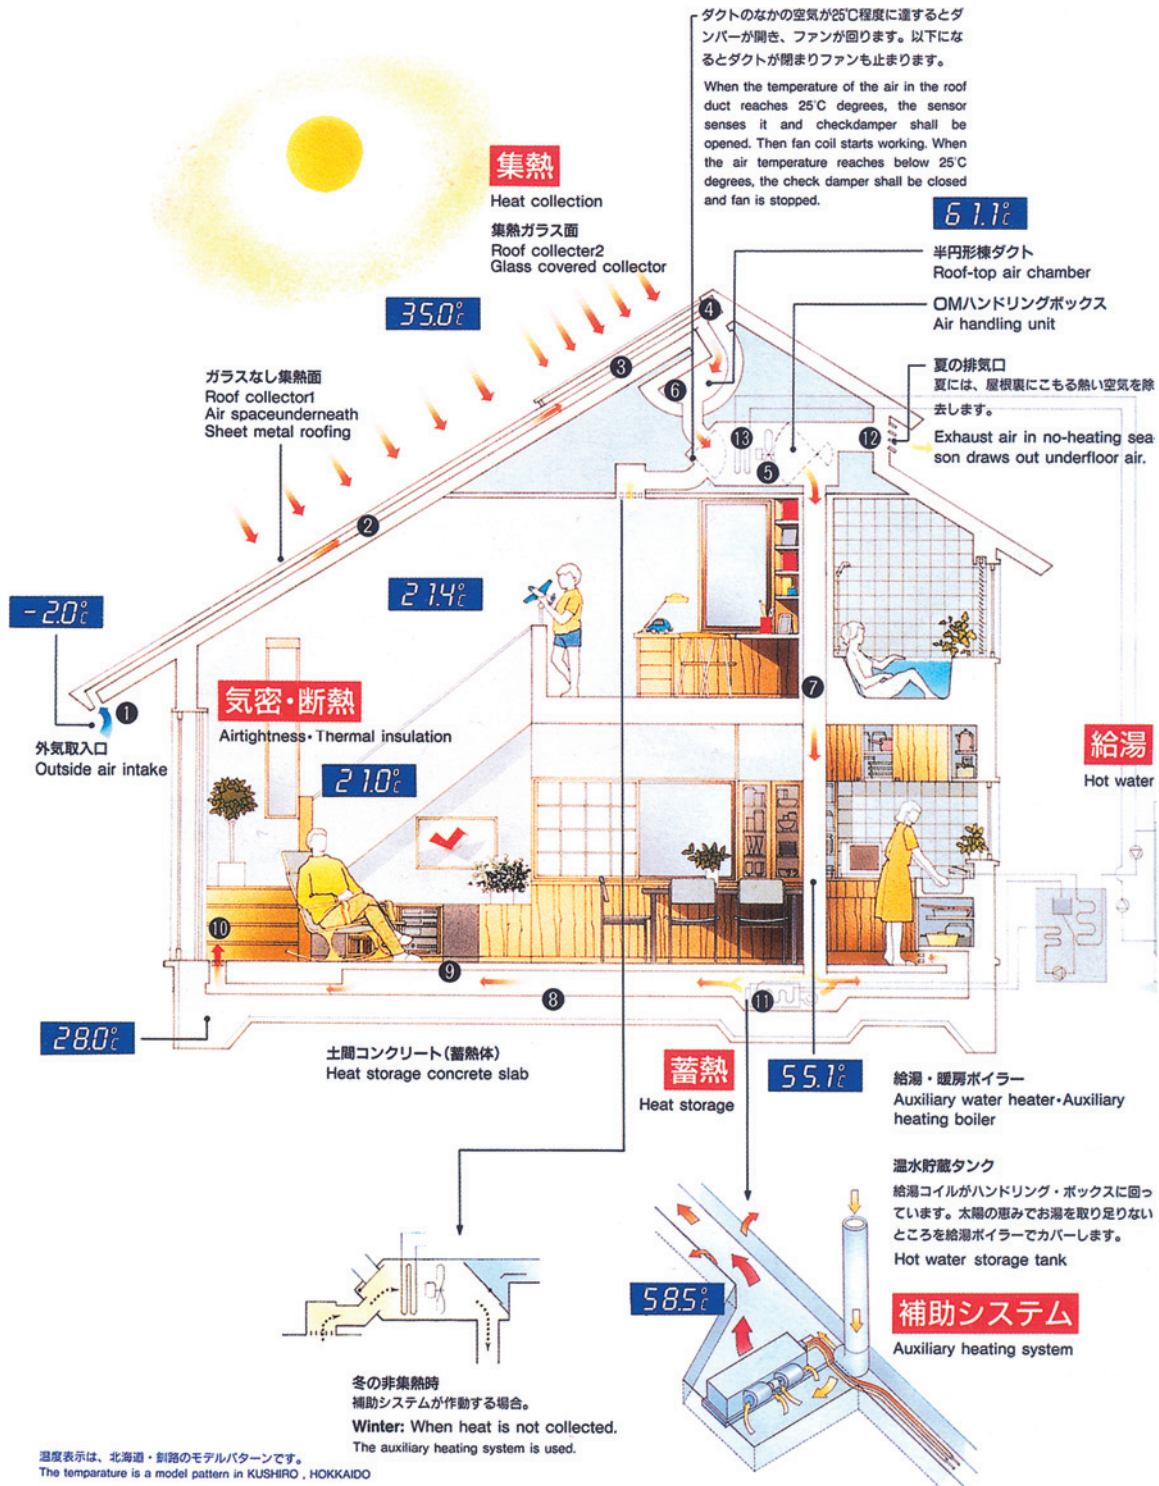 ダクトのなかの空気が25℃程度に達するとダ
ンパーが開き、ファンが回ります。以下にな
るとダクトが閉まりファンも止まります。
When the temperature of the air in the roof
duct reaches 25℃ degrees, the sensor
senses it and checkdamper shall be
opened. Then fan coil starts working. When
the air temperature reaches below 25℃
degrees, the check damper shall be closed
and fan is stopped.
集熱
Heat collection
集熱ガラス面
Roof collecter2
Glass covered collector
61.1℃
半円形棟ダクト
Roof-top air chamber
OMハンドリングボックス
Air handling unit
35.0℃
4
3
6
夏の排気口
夏には、屋根裏にこもる熱い空気を除
去します。
Exhaust air in no-heating sea-
son draws out underfloor air.
ガラスなし集熱面
Roof collector1
Air spaceunderneath
Sheet metal roofing
13
12
5
2
21.4℃
-2.0℃
7
1
気密・断熱
Airtightness・Thermal insulation
外気取入口
Outside air intake
給湯
Hot water
21.0℃
10
9
8
11
28.0℃
土間コンクリート(蓄熱体)
Heat storage concrete slab
蓄熱
Heat storage
55.1℃
給湯・暖房ボイラー
Auxiliary water heater・Auxiliary
heating boiler
温水貯蔵タンク
給湯コイルがハンドリング・ボックスに回っ
ています。太陽の恵みでお湯を取り足りない
ところを給湯ボイラーでカバーします。
Hot water storage tank
58.5℃
補助システム
Auxiliary heating system
冬の非集熱時
補助システムが作動する場合。
Winter: When heat is not collected.
The auxiliary heating system is used.
温度表示は、北海道・釧路のモデルパターンです。
The temparature is a model pattern in KUSHIRO , HOKKAIDO